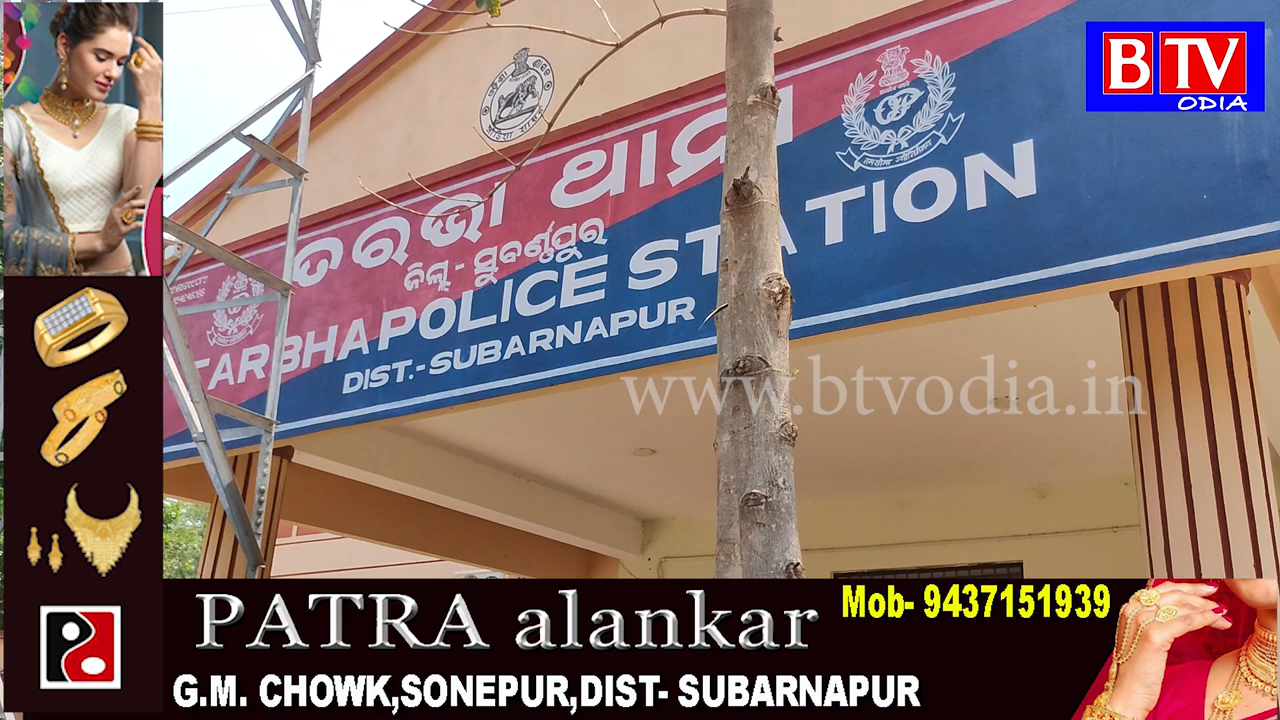 BTV
ODIA
ତରଭା ଥାନା
ଜିଲ୍ଲା - ସୁବର୍ଣ୍ଣପୁର
TARBHA POLICE STATION
DIST.- SUBARNAPUR
www.btvodia.in
PATRA alankar
Mob- 9437151939
G.M. CHOWK,SONEPUR,DIST- SUBARNAPUR